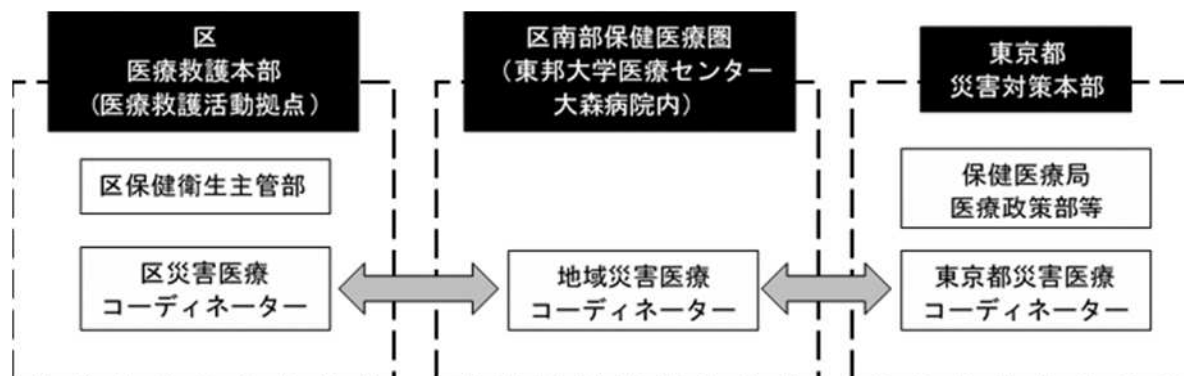 区
医療救護本部
（医療救護活動拠点）
区保健衛生主管部
区災害医療
コーディネーター
区南部保健医療圏
（東邦大学医療センター
大森病院内）
地域災害医療
コーディネーター
東京都
災害対策本部
保健医療局
医療政策部等
東京都災害医療
コーディネーター